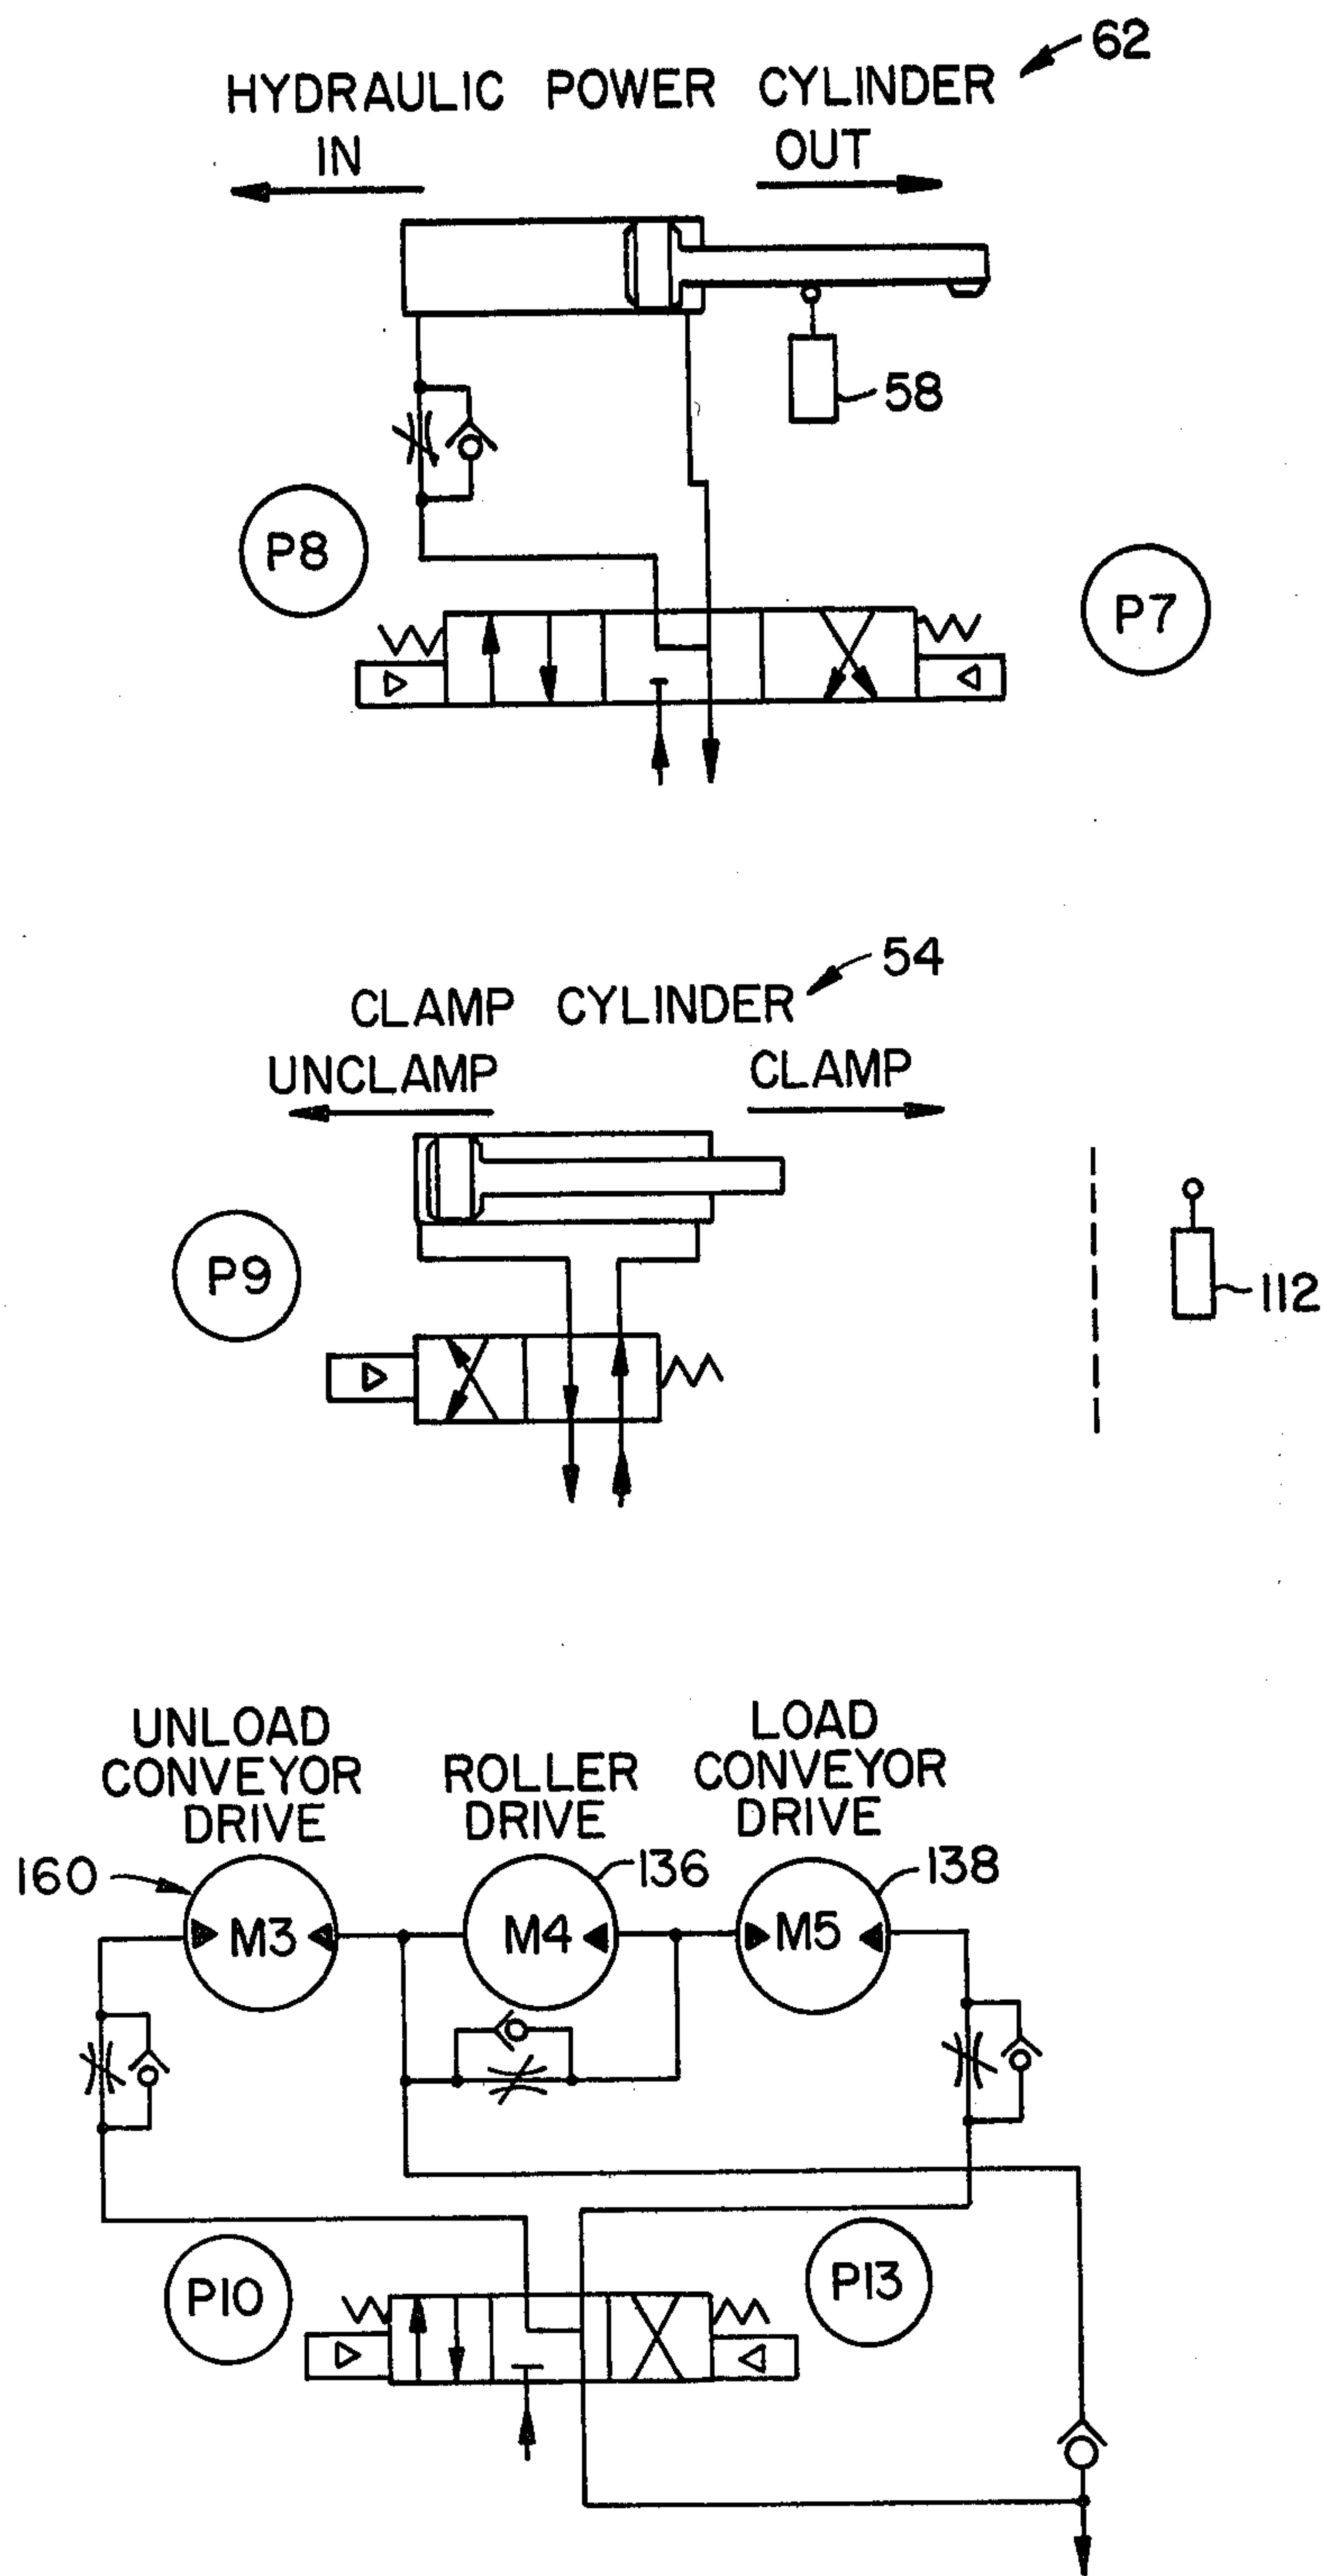 62
HYDRAULIC POWER CYLINDER
IN
OUT
58
P8
P7
54
CLAMP CYLINDER
UNCLAMP
CLAMP
P9
112
UNLOAD
CONVEYOR
DRIVE
ROLLER
DRIVE
LOAD
CONVEYOR
DRIVE
160
136
138
M3
M4
M5
P10
P13